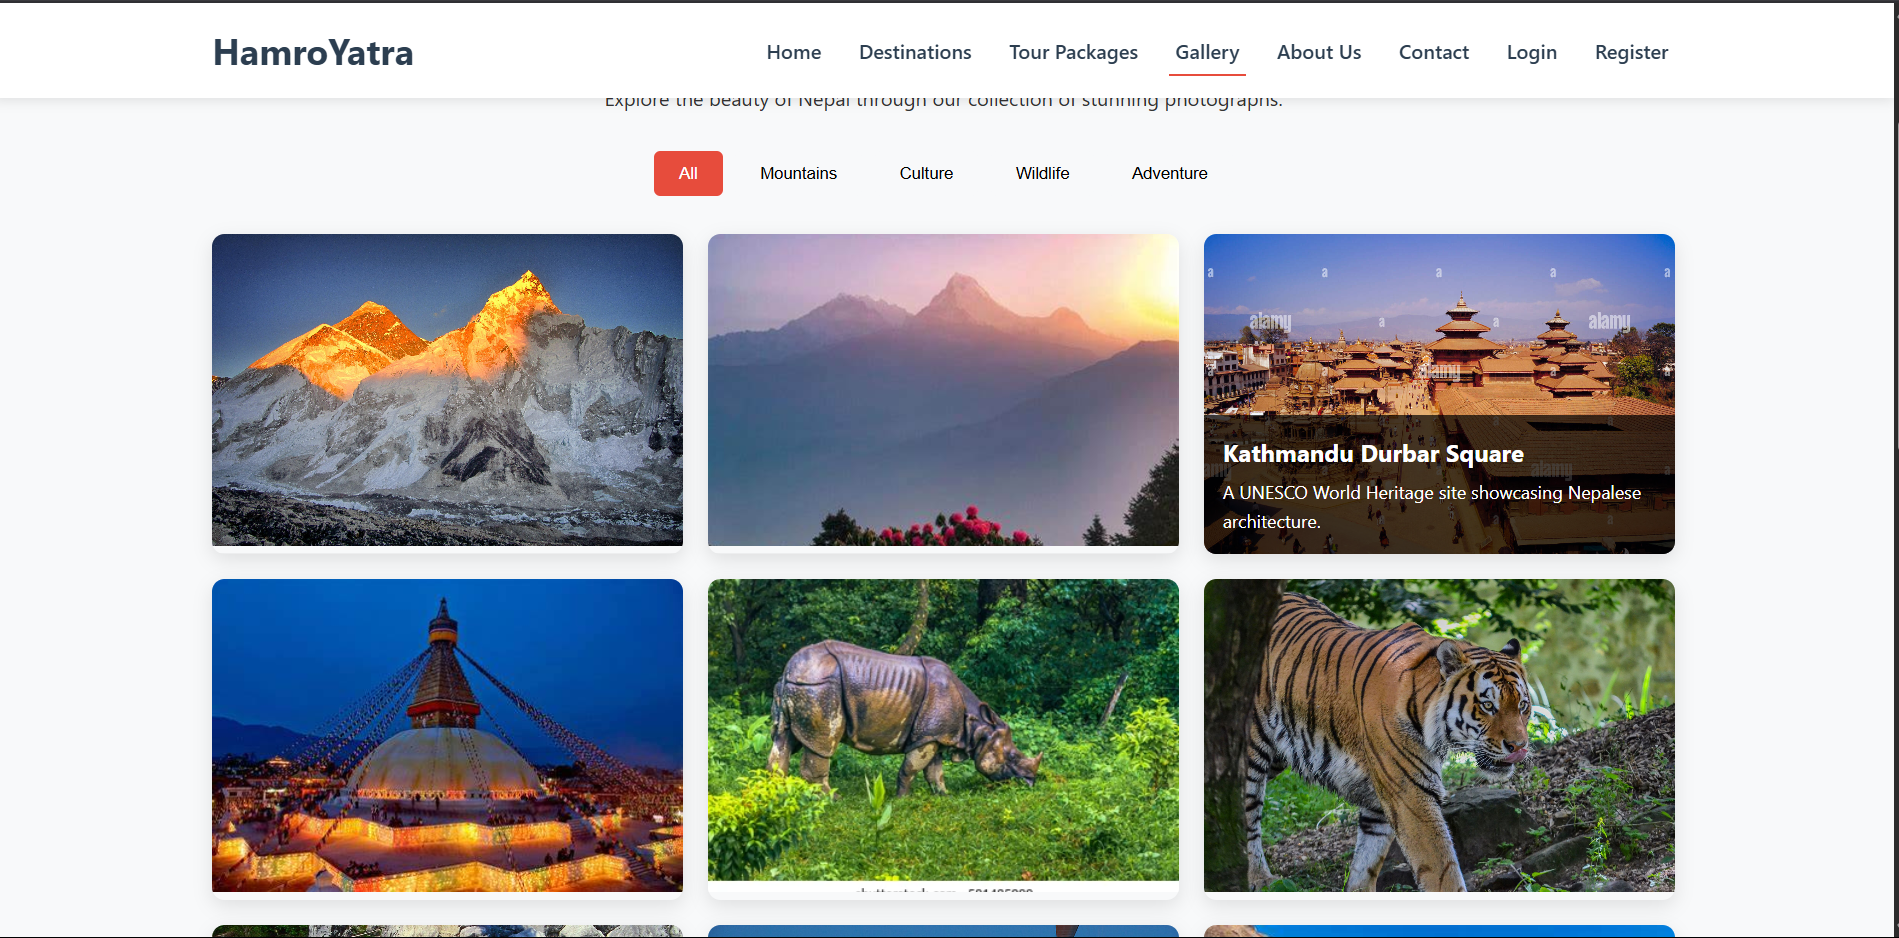 HamroYatra
Home
Destinations
Tour Packages
Gallery
About Us
Contact
Login
Register
Explore the beauty of Nepal through our collection of stunning photographs.
All
Mountains
Culture
Wildlife
Adventure
a a a a a
alamy a a alamy
a alamy a a
Kathmandu Durbar Square
alamy alamy a
A UNESCO World Heritage site showcasing Nepalese
architecture.
a